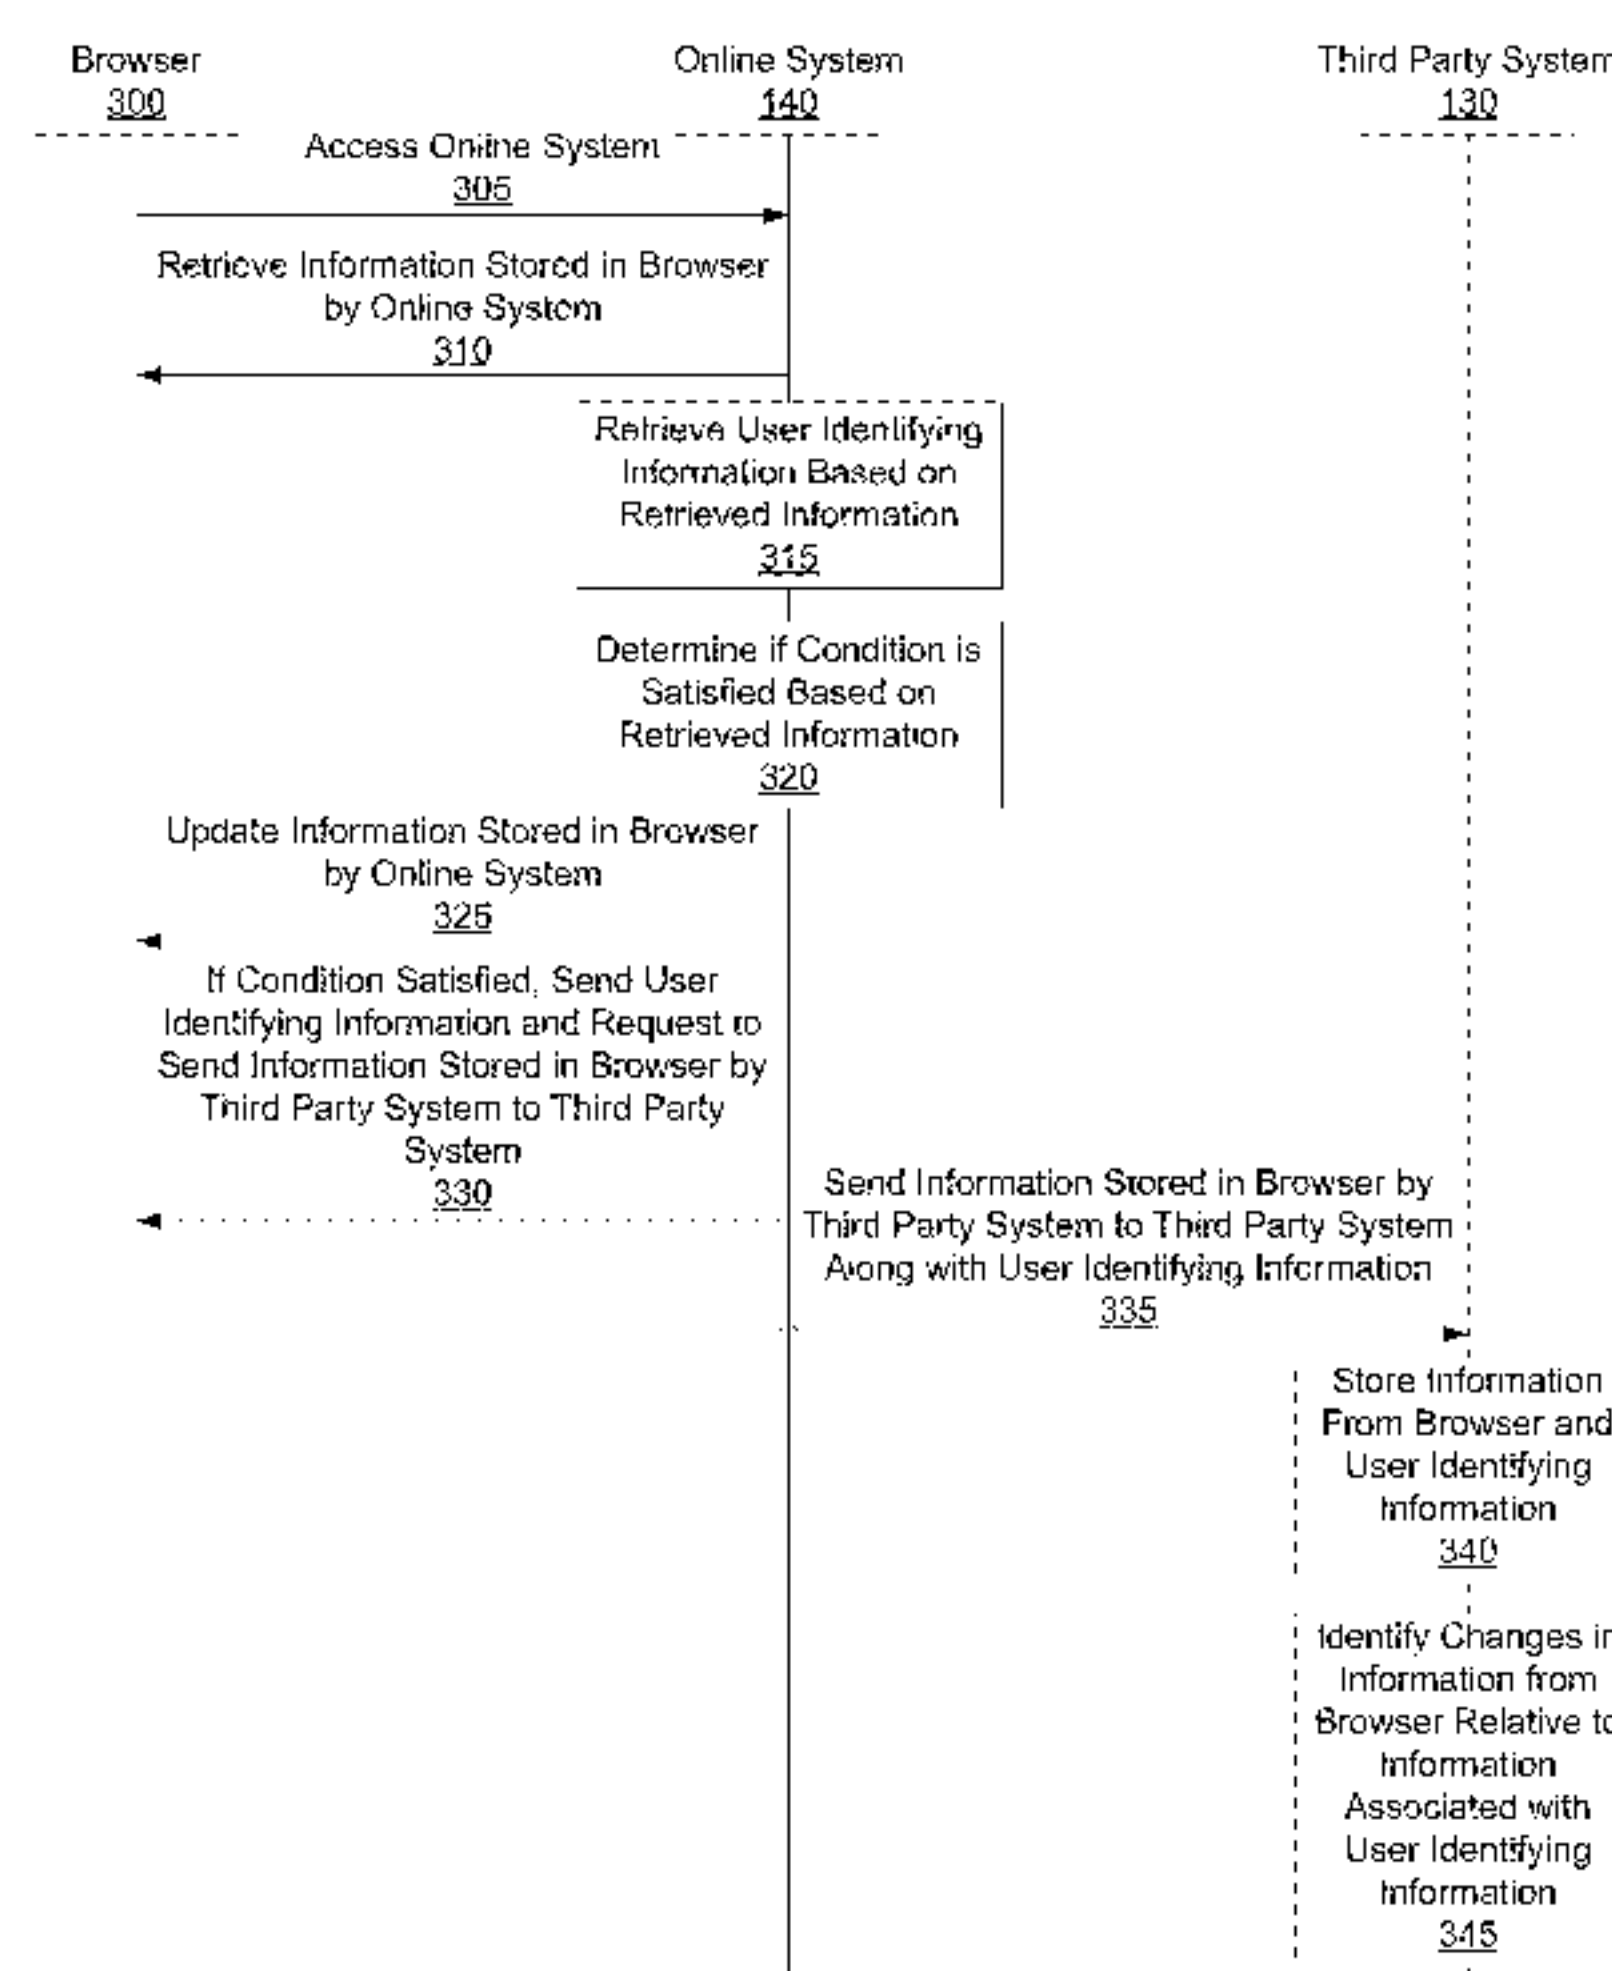 Browser
300
Online System
140
Third Party System
130
Access Online System
305
Retrieve Information Stored in Browser
by Online System
310
Retrieve User Identifying
Information Based on
Retrieved Information
315
Determine if Condition is
Satisfied Based on
Retrieved Information
320
Update Information Stored in Browser
by Online System
325
If Condition Satisfied, Send User
Identifying Information and Request to
Send Information Stored in Browser by
Third Party System to Third Party
System
330
Send Information Stored in Browser by
Third Party System to Third Party System
Along with User Identifying Information
335
Store Information
From Browser and
User Identifying
Information
340
Identify Changes in
Information from
Browser Relative to
Information
Associated with
User Identifying
Information
345